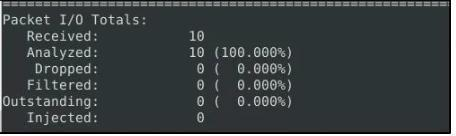 ===============================================================================
Packet I/O Totals:
   Received:           10
   Analyzed:           10 (100.000%)
    Dropped:            0 (  0.000%)
   Filtered:            0 (  0.000%)
Outstanding:            0 (  0.000%)
   Injected:            0